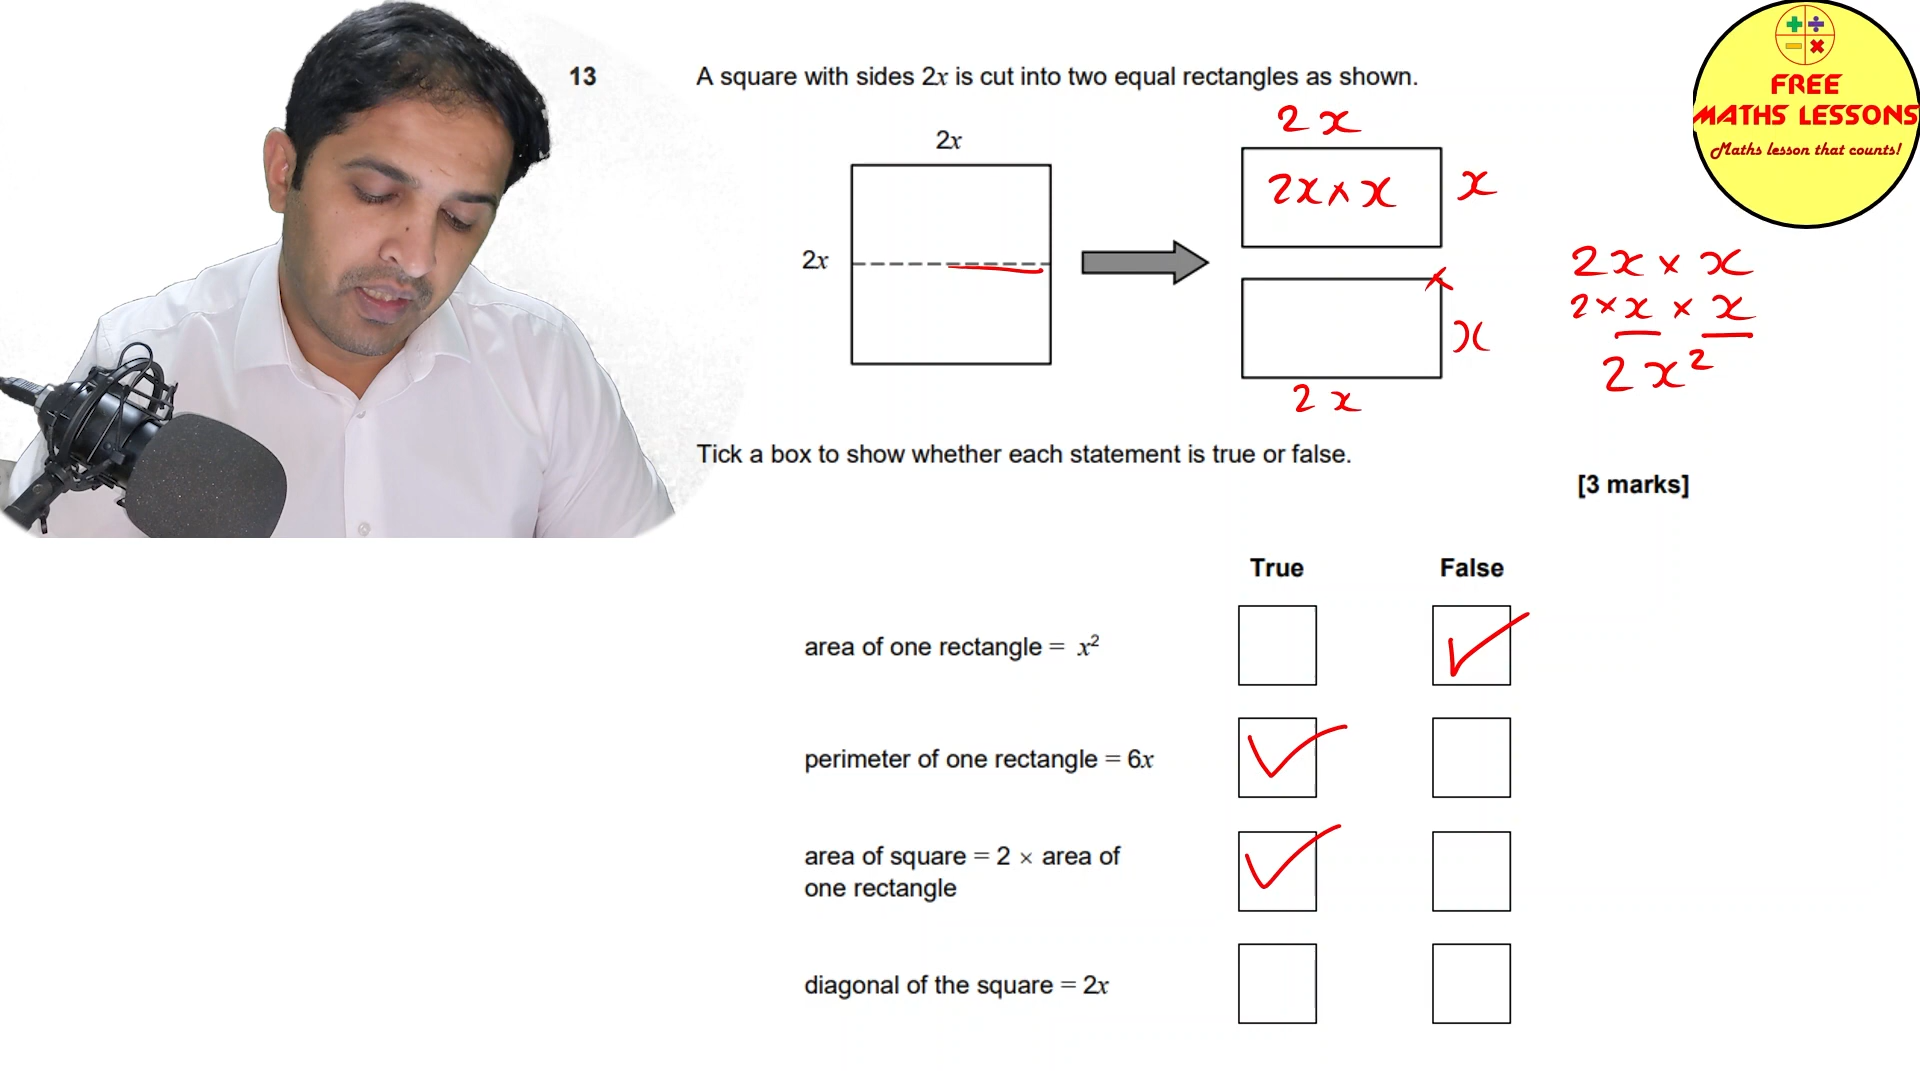 13 A square with sides 2x is cut into two equal rectangles as shown.
FREE
MATHS LESSONS
Maths lesson that counts!
2x
2x
2x
2x × x
x
x
2x
2x × x
2 × x × x
2x²
Tick a box to show whether each statement is true or false.
[3 marks]
True False
area of one rectangle = x²
perimeter of one rectangle = 6x
area of square = 2 × area of
one rectangle
diagonal of the square = 2x